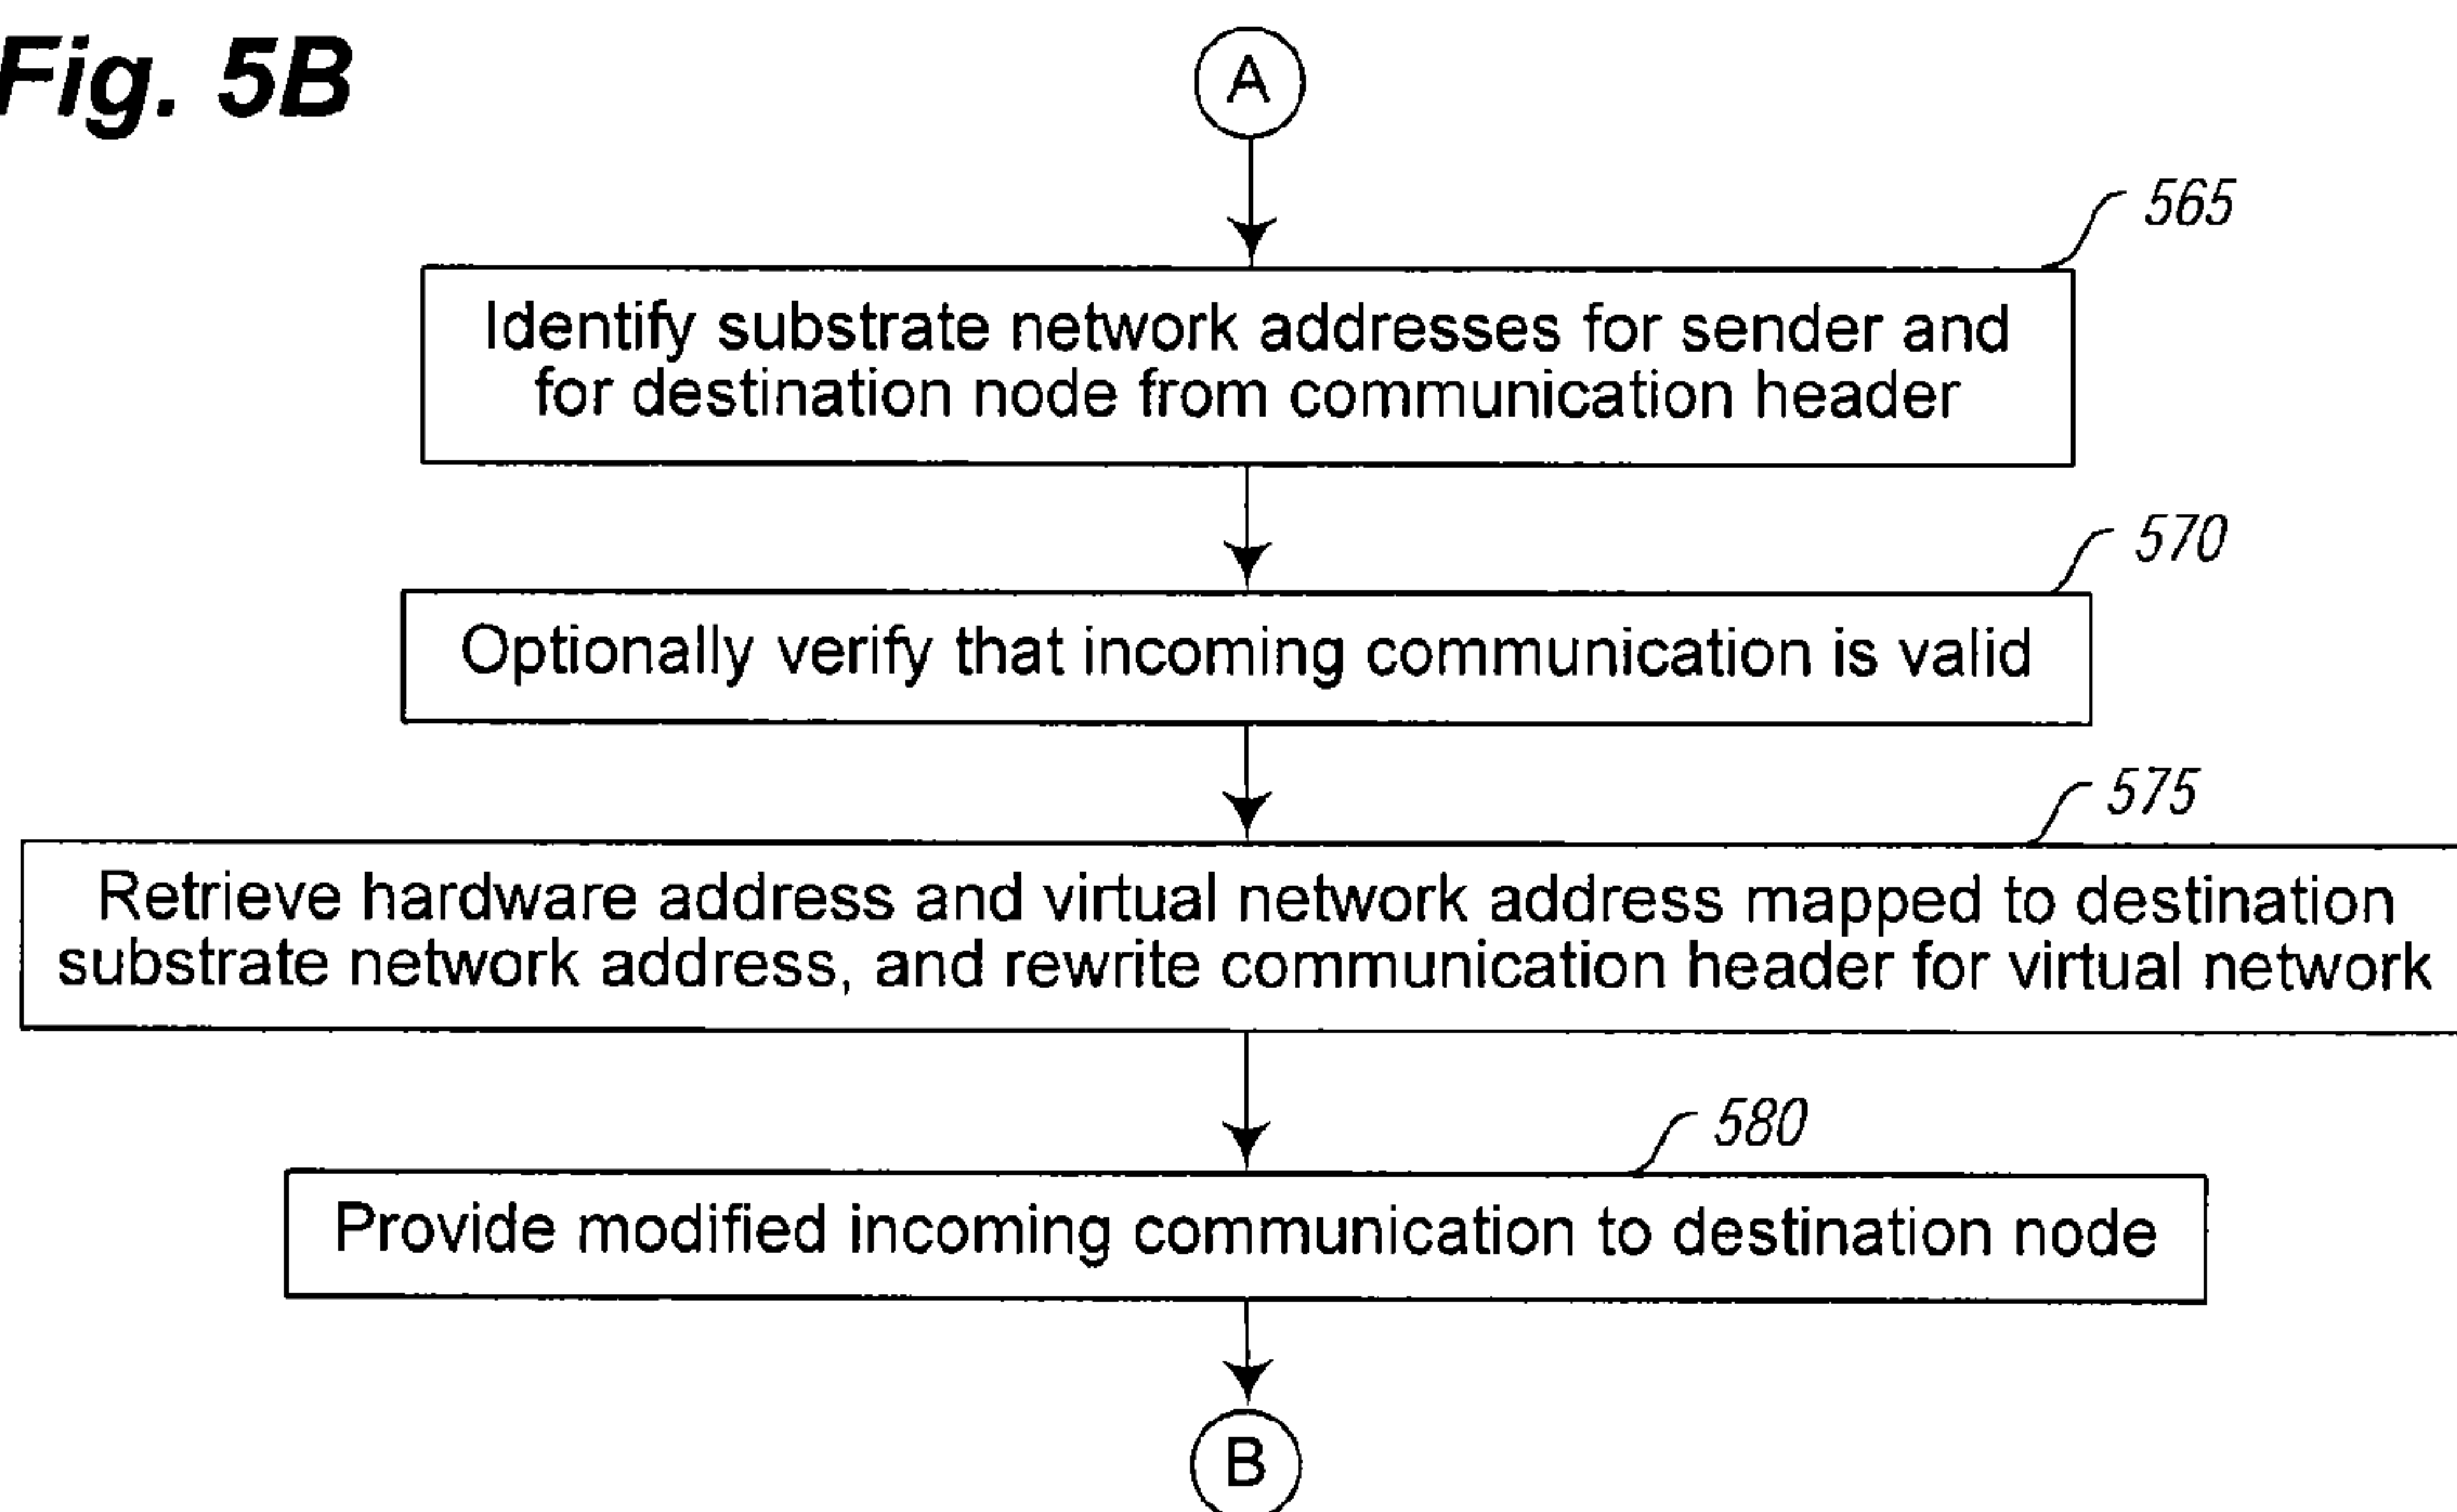 Fig. 5B
A
565
Identify substrate network addresses for sender and
for destination node from communication header
570
Optionally verify that incoming communication is valid
575
Retrieve hardware address and virtual network address mapped to destination
substrate network address, and rewrite communication header for virtual network
580
Provide modified incoming communication to destination node
B